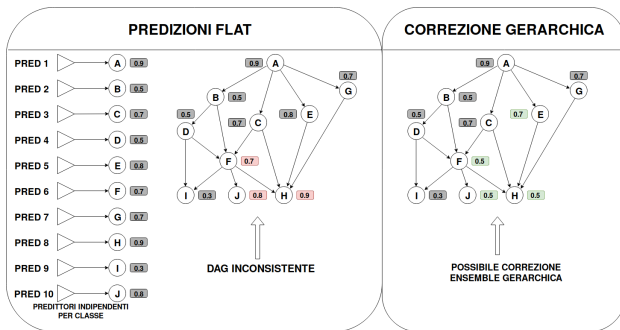 PREDIZIONI FLAT
CORREZIONE GERARCHICA
PRED 1 A 0.9
PRED 2 B 0.5
PRED 3 C 0.7
PRED 4 D 0.5
PRED 5 E 0.8
PRED 6 F 0.7
PRED 7 G 0.7
PRED 8 H 0.9
PRED 9 I 0.3
PRED 10 J 0.8
PREDITTORI INDIPENDENTI
PER CLASSE
0.9 A
0.7
G
B 0.5
0.5
D
0.7 C
0.8 E
F 0.7
I 0.3
J 0.8
H 0.9
DAG INCONSISTENTE
0.9 A
0.7
G
B 0.5
0.5
D
0.7 C
0.7 E
F 0.5
I 0.3
J 0.5
H 0.5
POSSIBILE CORREZIONE
ENSEMBLE GERARCHICA